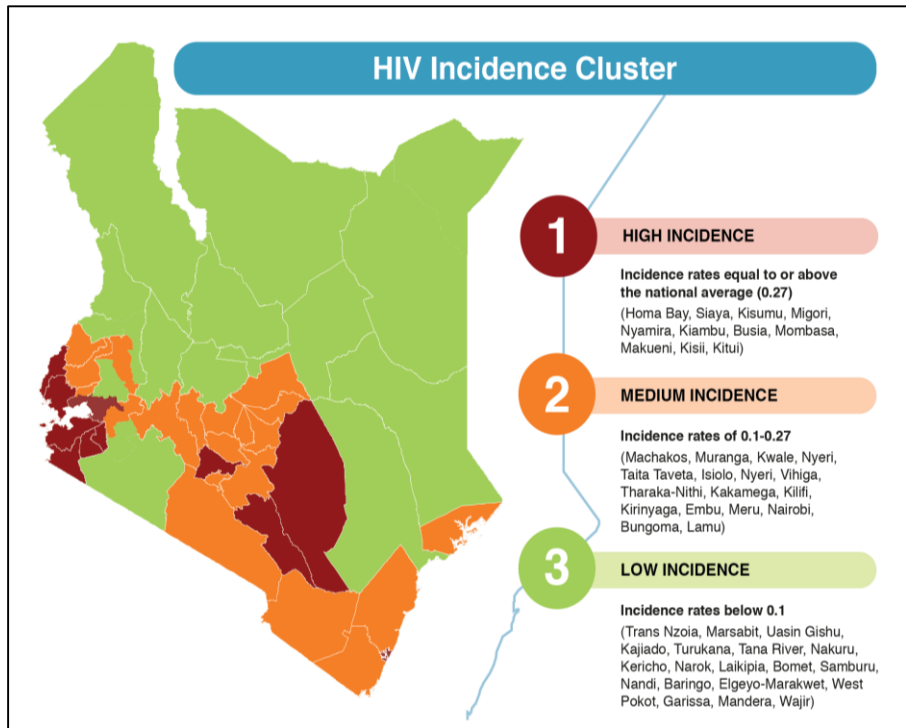 HIV Incidence Cluster
1
HIGH INCIDENCE
Incidence rates equal to or above
the national average (0.27)
(Homa Bay, Siaya, Kisumu, Migori,
Nyamira, Kiambu, Busia, Mombasa,
Makueni, Kisii, Kitui)
2
MEDIUM INCIDENCE
Incidence rates of 0.1-0.27
(Machakos, Muranga, Kwale, Nyeri,
Taita Taveta, Isiolo, Nyeri, Vihiga,
Tharaka-Nithi, Kakamega, Kilifi,
Kirinyaga, Embu, Meru, Nairobi,
Bungoma, Lamu)
3
LOW INCIDENCE
Incidence rates below 0.1
(Trans Nzoia, Marsabit, Uasin Gishu,
Kajiado, Turukana, Tana River, Nakuru,
Kericho, Narok, Laikipia, Bomet, Samburu,
Nandi, Baringo, Elgeyo-Marakwet, West
Pokot, Garissa, Mandera, Wajir)